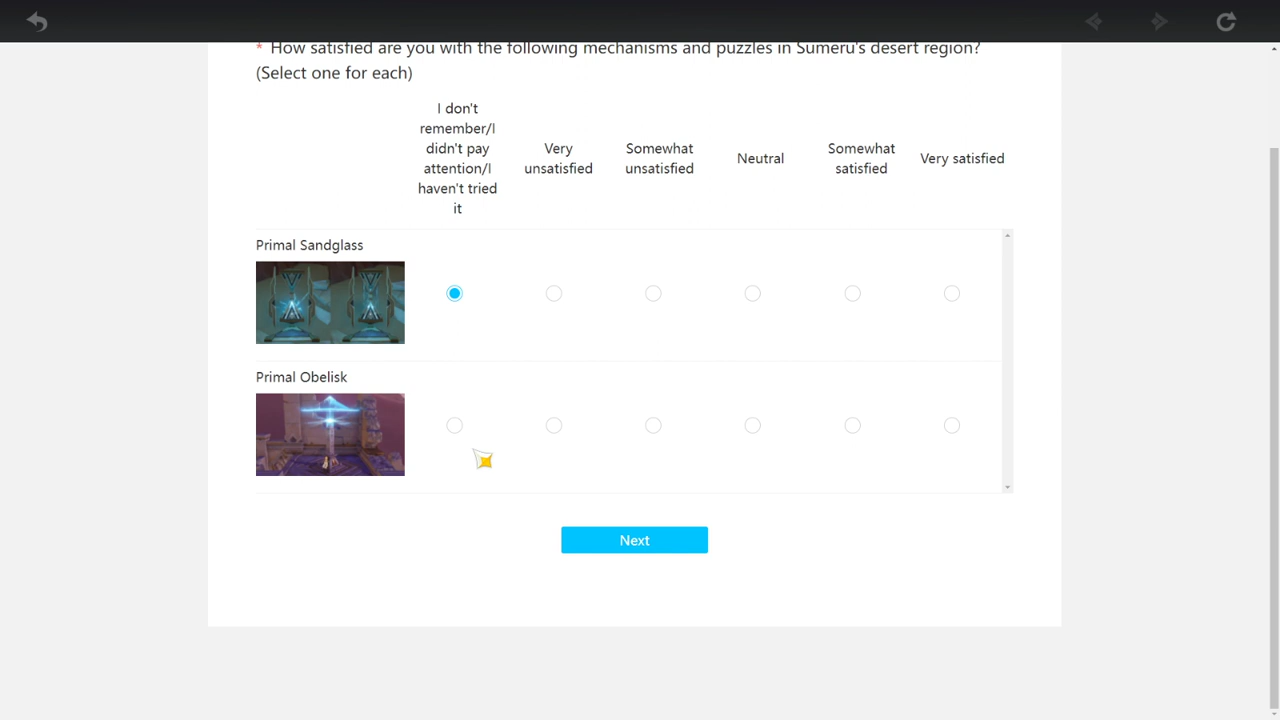 * How satisfied are you with the following mechanisms and puzzles in Sumeru's desert region?
(Select one for each)
I don't
remember/I
didn't pay
attention/I
haven't tried
it
Very
unsatisfied
Somewhat
unsatisfied
Neutral
Somewhat
satisfied
Very satisfied
Primal Sandglass
Primal Obelisk
Next